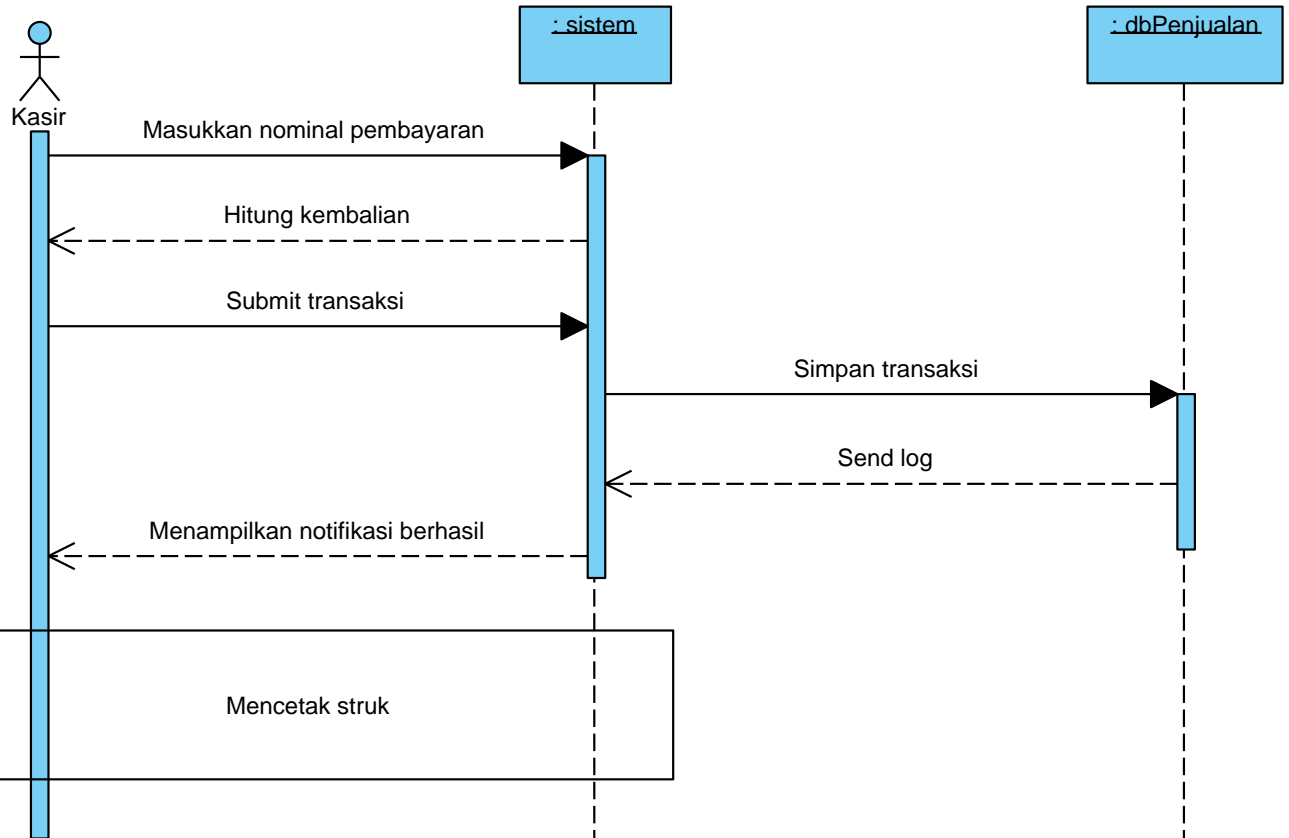 : sistem
: dbPenjualan
Kasir
Masukkan nominal pembayaran
Hitung kembalian
Submit transaksi
Simpan transaksi
Send log
Menampilkan notifikasi berhasil
Mencetak struk